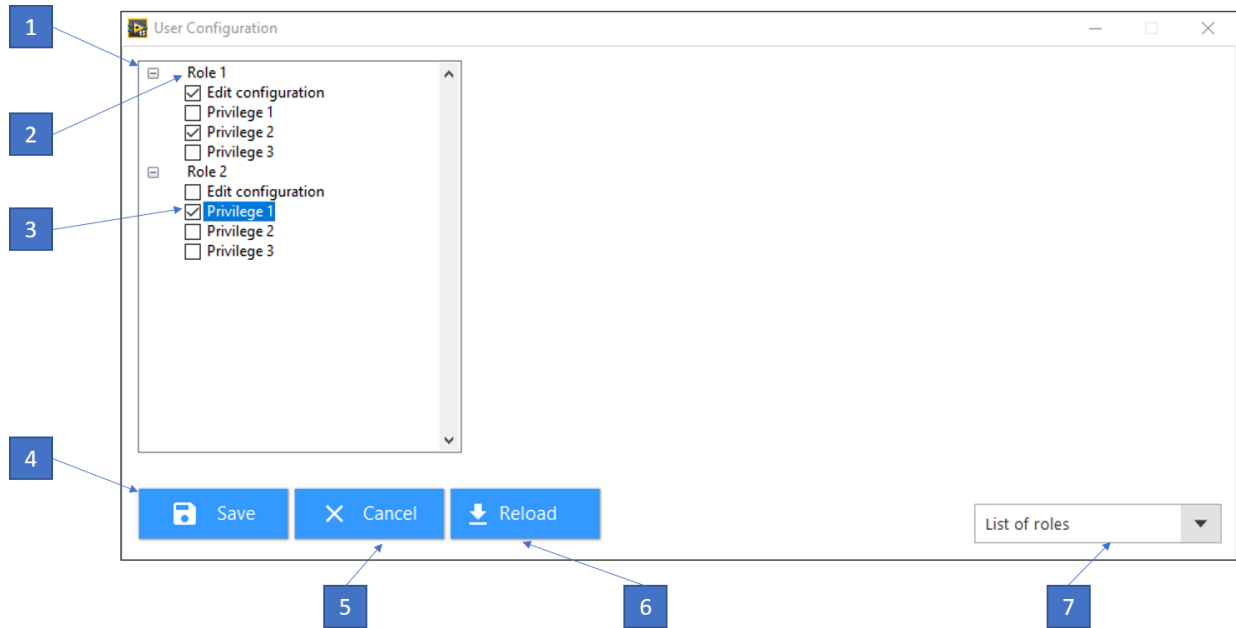 1
User Configuration
Role 1
Edit configuration
Privilege 1
2
Privilege 2
Privilege 3
Role 2
Edit configuration
3
Privilege 1
Privilege 2
Privilege 3
4
Save
Cancel
Reload
List of roles
5
6
7